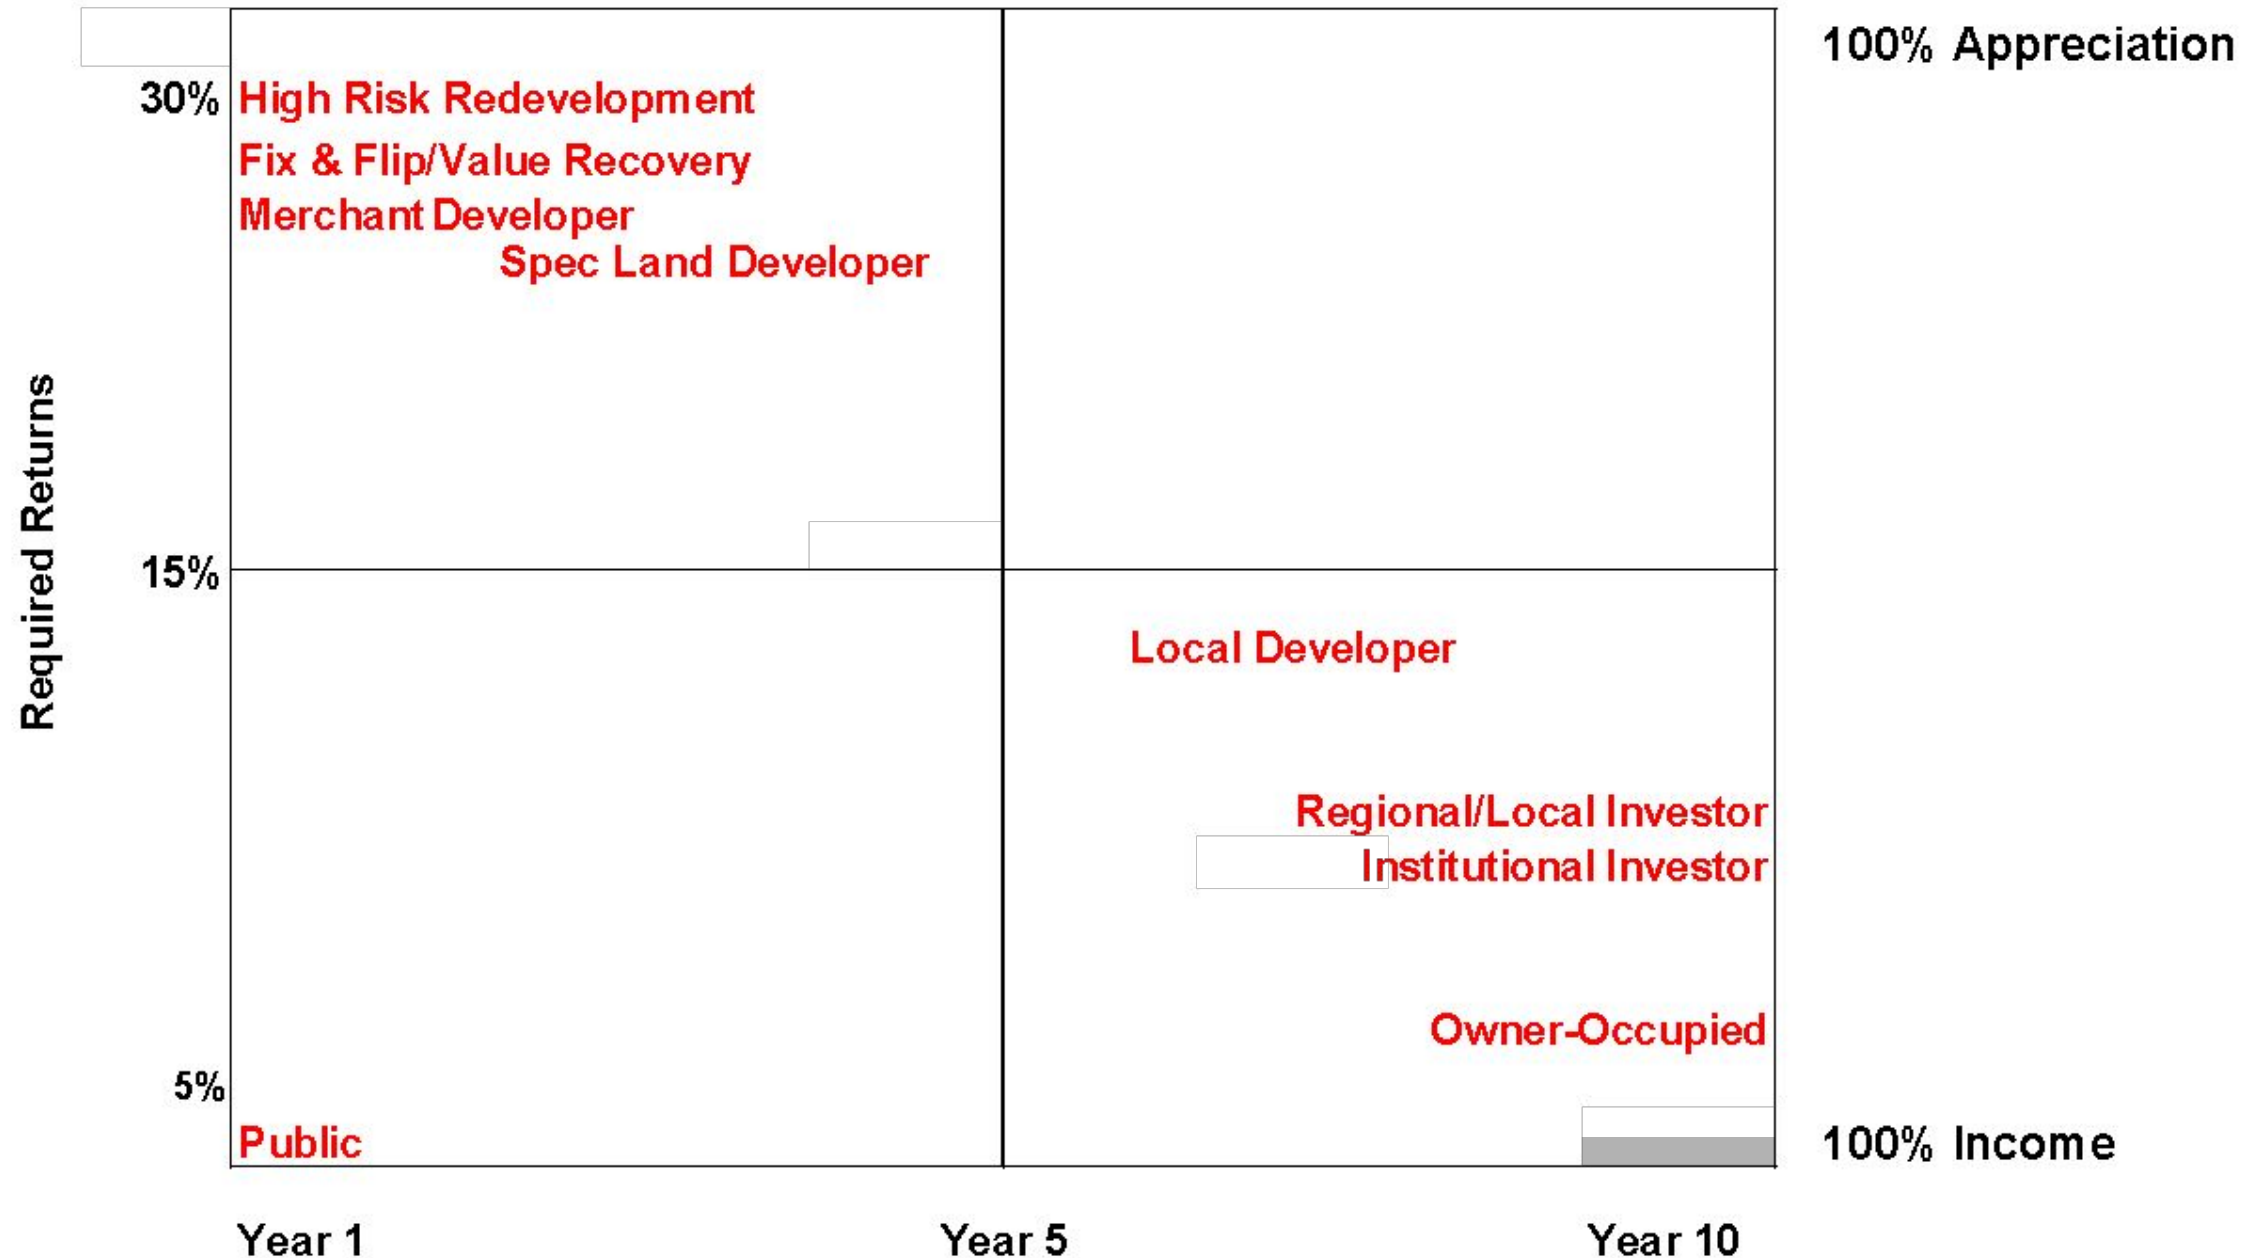 100% Appreciation
30%
High Risk Redevelopment
Fix & Flip/Value Recovery
Merchant Developer
Spec Land Developer
Required Returns
15%
Local Developer
Regional/Local Investor
Institutional Investor
Owner-Occupied
5%
Public
100% Income
Year 1
Year 5
Year 10